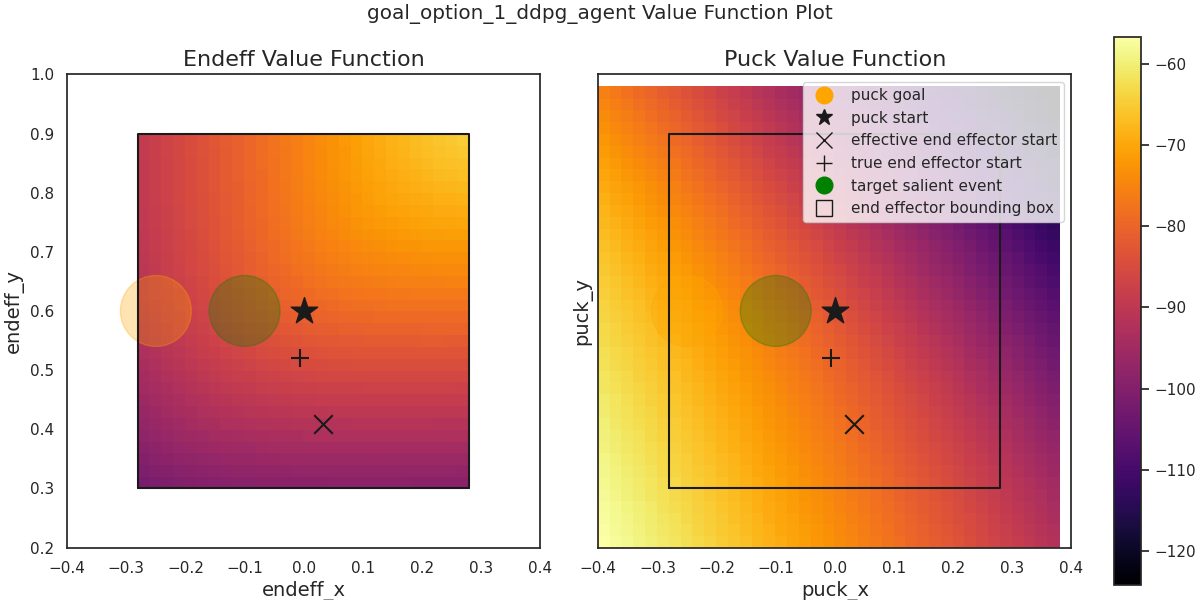 goal_option_1_ddpg_agent Value Function Plot
Endeff Value Function
endeff_y
1.0
0.9
0.8
0.7
0.6
0.5
0.4
0.3
0.2
−0.4 −0.3 −0.2 −0.1 0.0 0.1 0.2 0.3 0.4
endeff_x
Puck Value Function
puck_y
puck goal
puck start
effective end effector start
true end effector start
target salient event
end effector bounding box
−0.4 −0.3 −0.2 −0.1 0.0 0.1 0.2 0.3 0.4
puck_x
−60
−70
−80
−90
−100
−110
−120